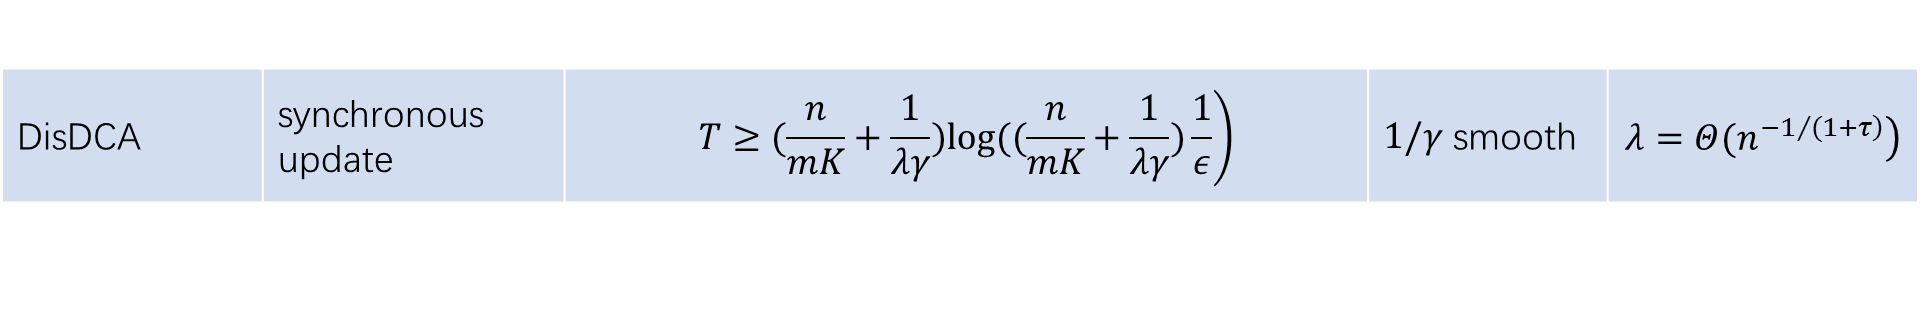 DisDCA
synchronous
update
T ≥ (n/mK + 1/λγ)log((n/mK + 1/λγ) 1/ϵ)
1/γ smooth
λ = Θ(n^{−1/(1+τ)})